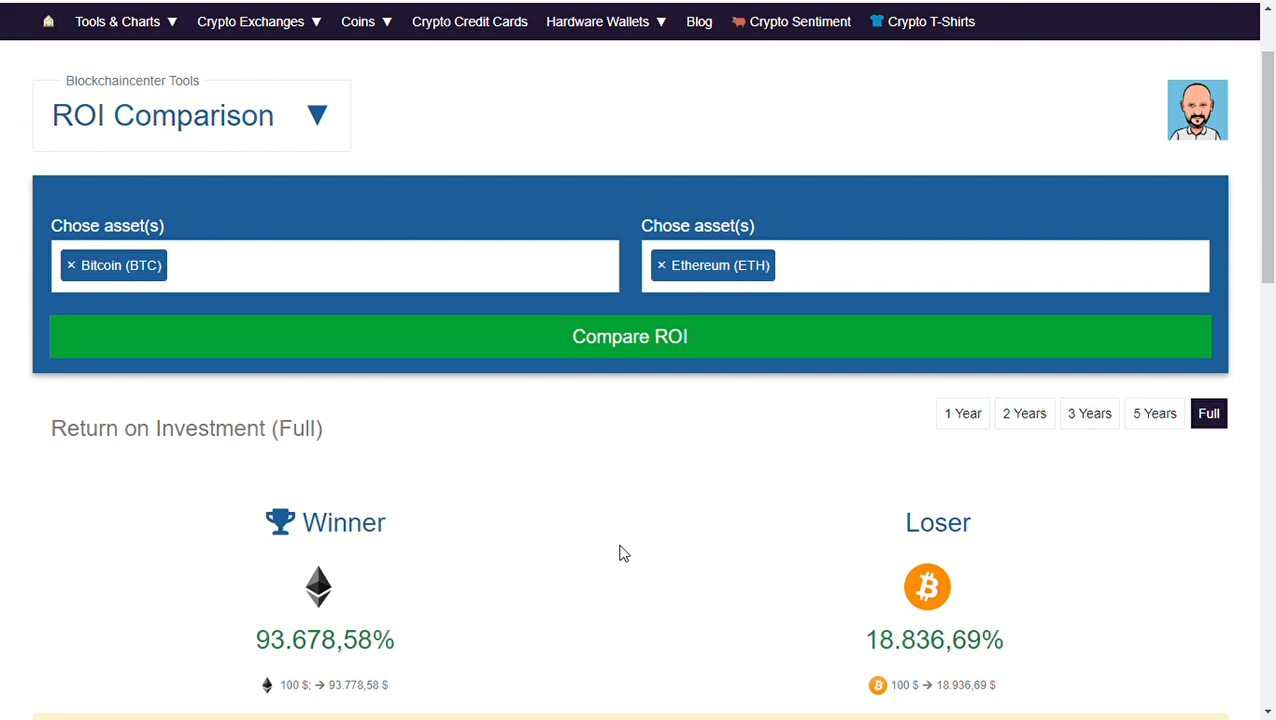 Tools & Charts ▼ Crypto Exchanges ▼ Coins ▼ Crypto Credit Cards Hardware Wallets ▼ Blog Crypto Sentiment Crypto T-Shirts
Blockchaincenter Tools
ROI Comparison ▼
Chose asset(s) Chose asset(s)
× Bitcoin (BTC) × Ethereum (ETH)
Compare ROI
1 Year 2 Years 3 Years 5 Years Full
Return on Investment (Full)
Winner Loser
93.678,58% 18.836,69%
100 $; → 93.778,58 $ 100 $ → 18.936,69 $